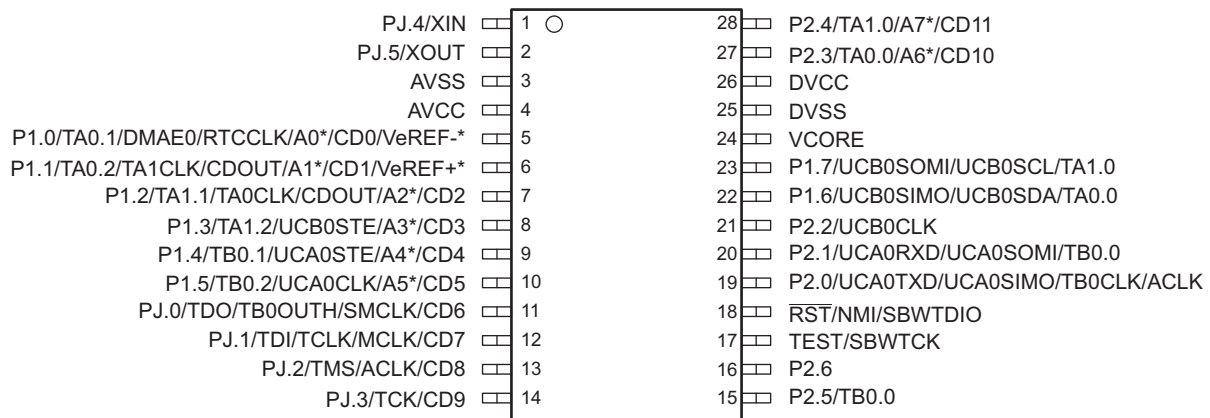 PJ.4/XIN 1 28 P2.4/TA1.0/A7*/CD11
PJ.5/XOUT 2 27 P2.3/TA0.0/A6*/CD10
AVSS 3 26 DVCC
AVCC 4 25 DVSS
P1.0/TA0.1/DMAE0/RTCCLK/A0*/CD0/VeREF-* 5 24 VCORE
P1.1/TA0.2/TA1CLK/CDOUT/A1*/CD1/VeREF+* 6 23 P1.7/UCB0SOMI/UCB0SCL/TA1.0
P1.2/TA1.1/TA0CLK/CDOUT/A2*/CD2 7 22 P1.6/UCB0SIMO/UCB0SDA/TA0.0
P1.3/TA1.2/UCB0STE/A3*/CD3 8 21 P2.2/UCB0CLK
P1.4/TB0.1/UCA0STE/A4*/CD4 9 20 P2.1/UCA0RXD/UCA0SOMI/TB0.0
P1.5/TB0.2/UCA0CLK/A5*/CD5 10 19 P2.0/UCA0TXD/UCA0SIMO/TB0CLK/ACLK
PJ.0/TDO/TB0OUTH/SMCLK/CD6 11 18 RST/NMI/SBWTDIO
PJ.1/TDI/TCLK/MCLK/CD7 12 17 TEST/SBWTCK
PJ.2/TMS/ACLK/CD8 13 16 P2.6
PJ.3/TCK/CD9 14 15 P2.5/TB0.0